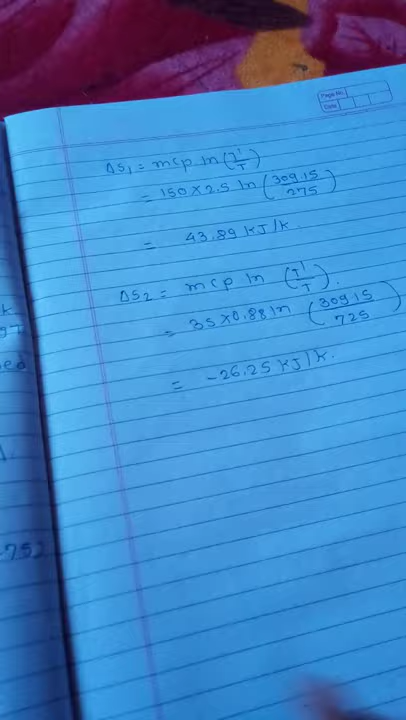 Page No.
Date
ΔS₁ = mcp ln (T'/T)
= 150 × 2.5 ln (309.15/275)
= 43.89 KJ/K.
ΔS₂ = mcp ln (T'/T).
= 35 × 0.88 ln (309.15/725)
= -26.25 KJ/K.